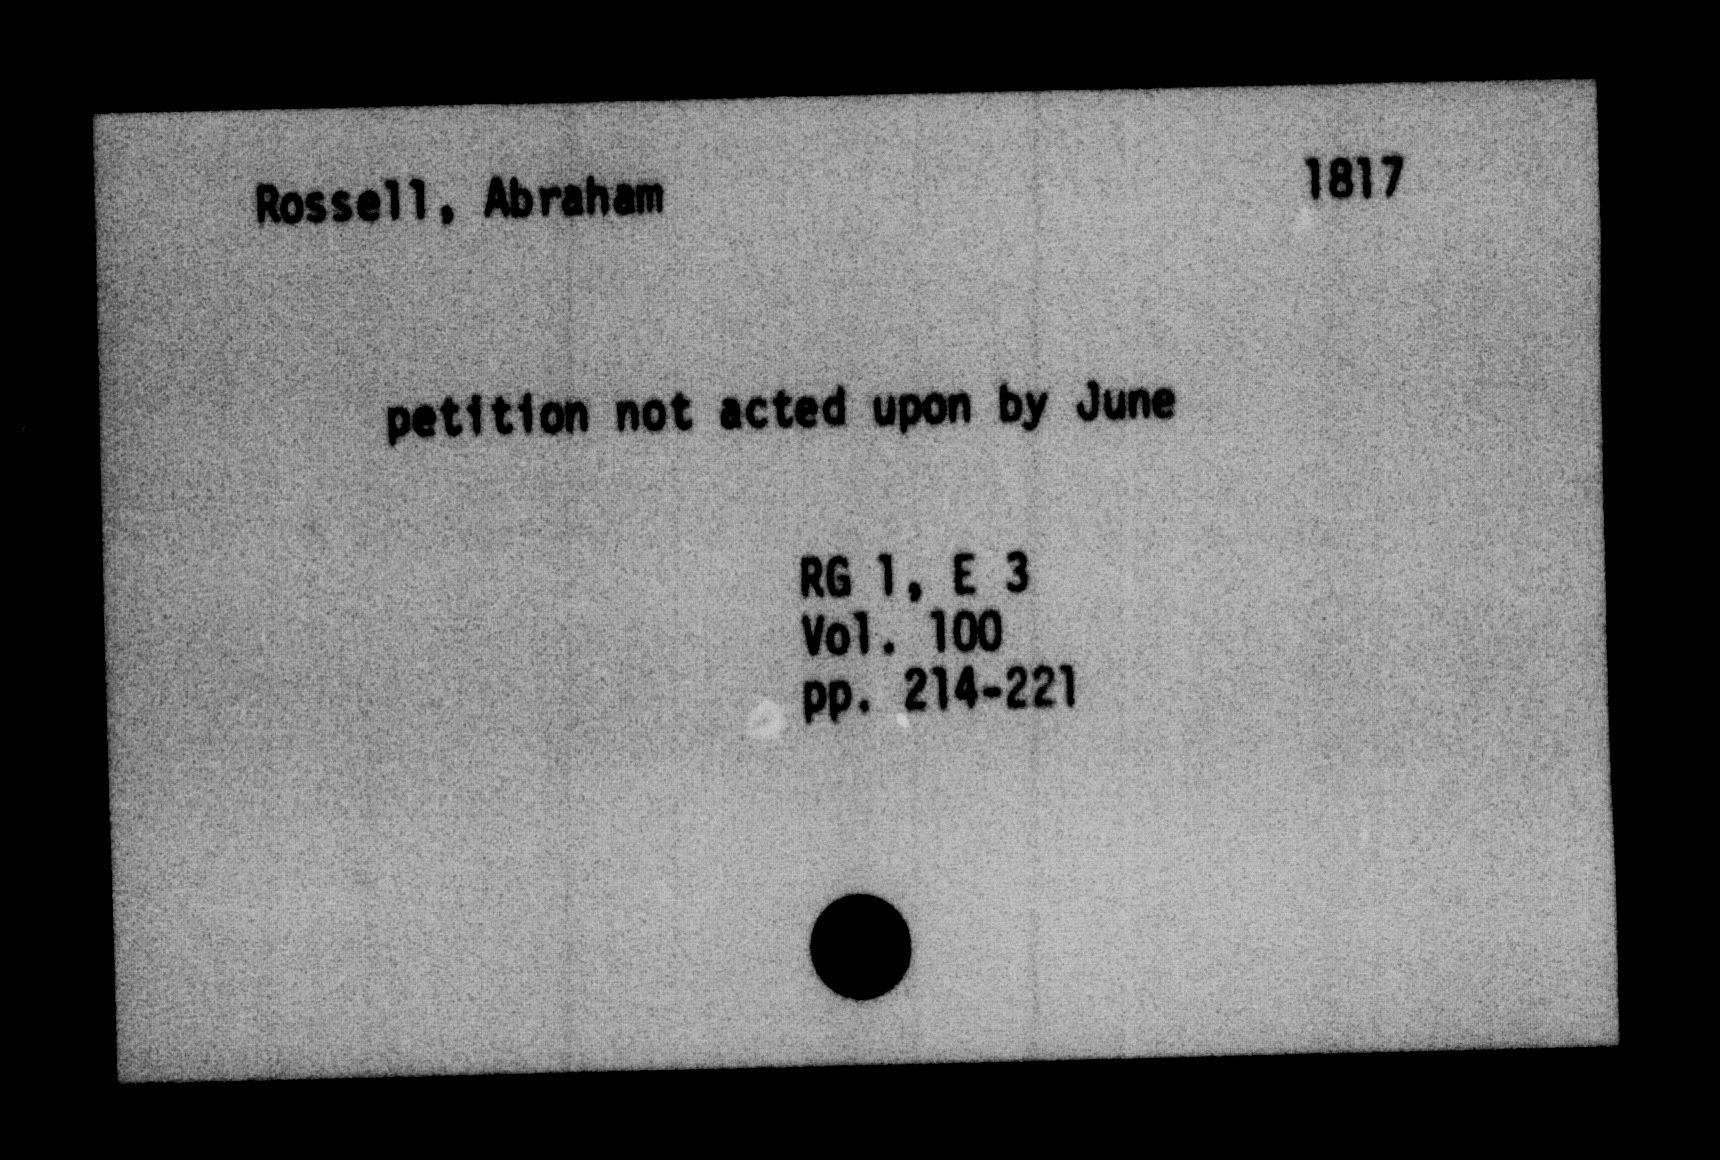 Rossell, Abraham 1817
petition not acted upon by June
RG 1, E 3
Vol. 100
pp. 214-221